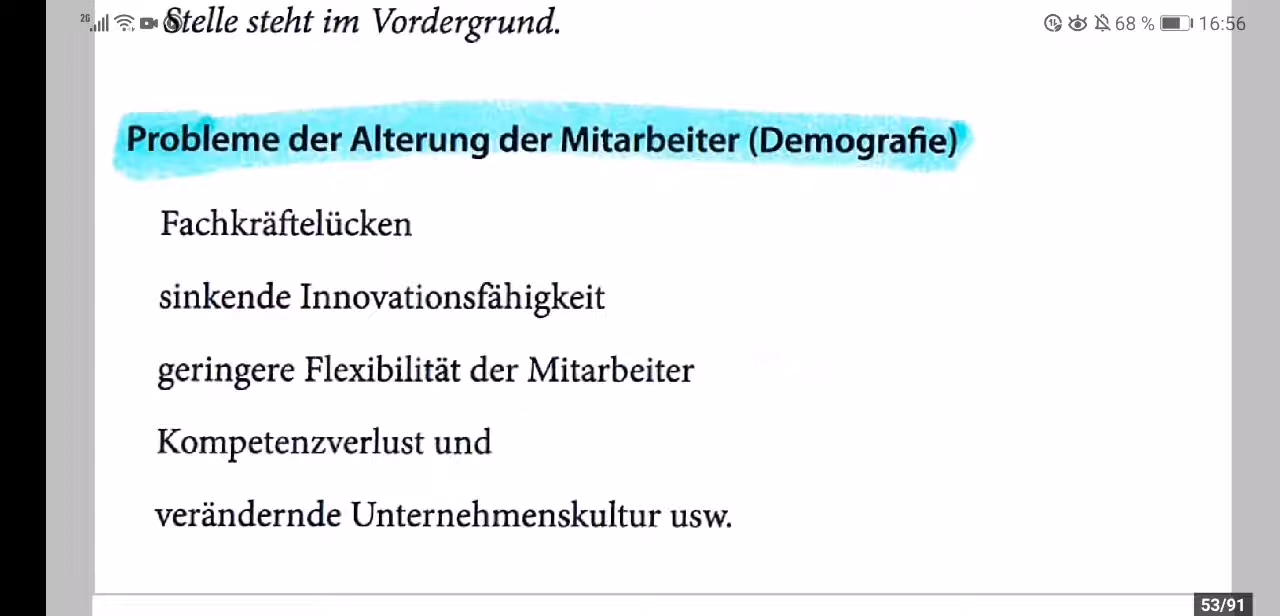 2G 68 % 16:56
Stelle steht im Vordergrund.
Probleme der Alterung der Mitarbeiter (Demografie)
Fachkräftelücken
sinkende Innovationsfähigkeit
geringere Flexibilität der Mitarbeiter
Kompetenzverlust und
verändernde Unternehmenskultur usw.
53/91